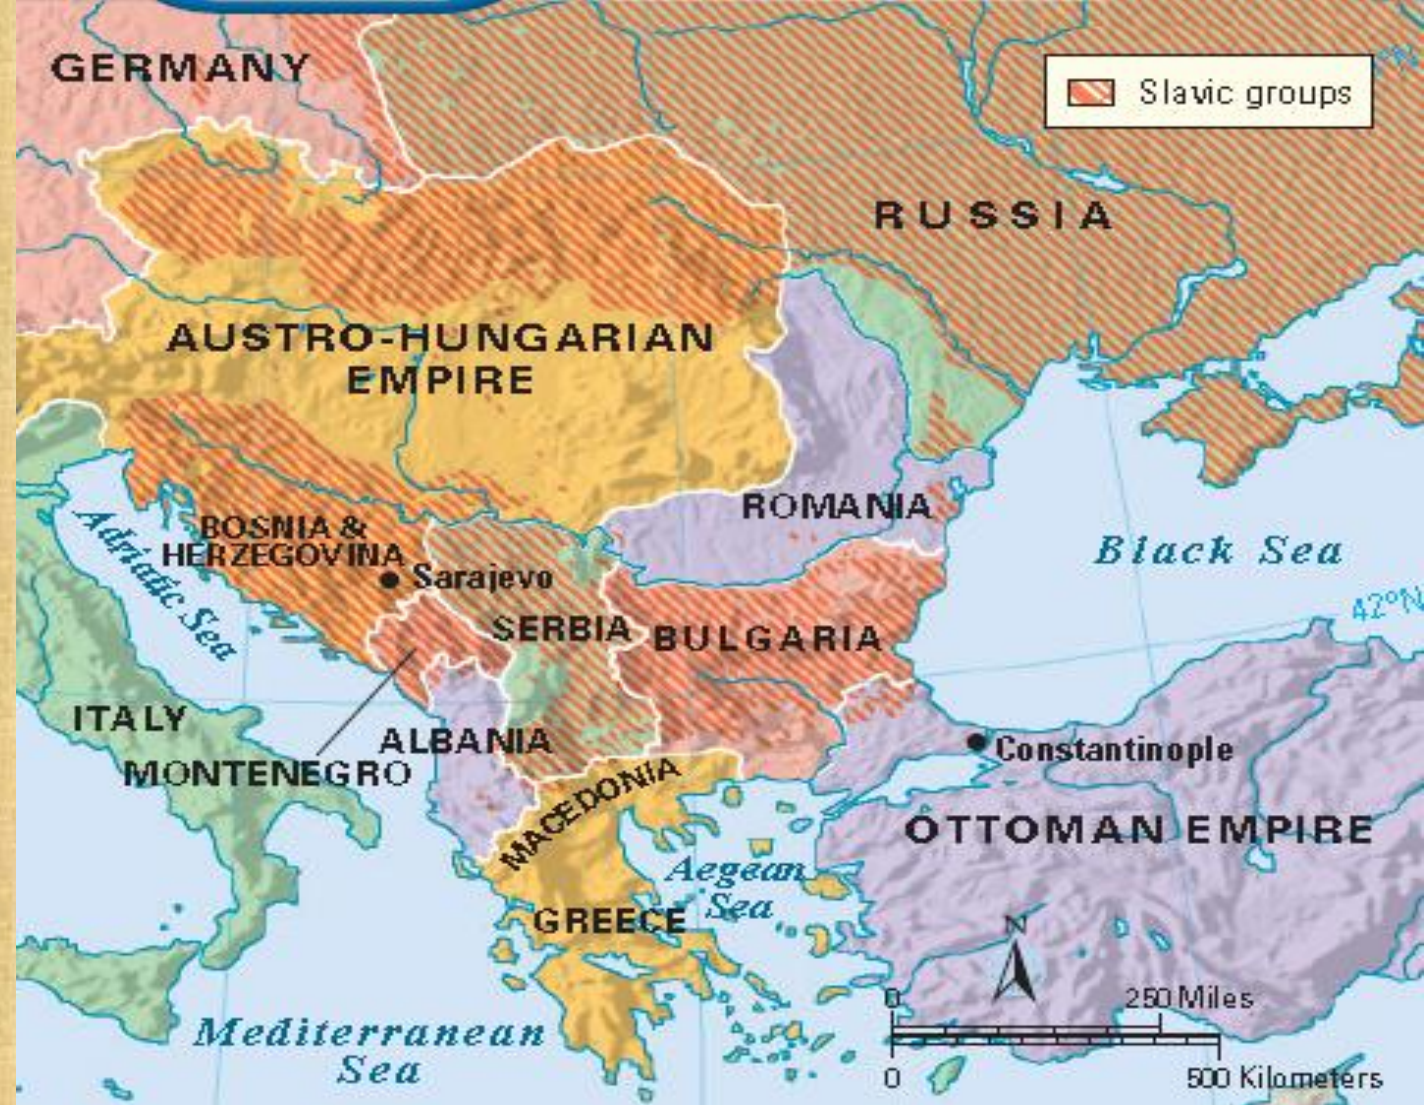 GERMANY
Slavic groups
RUSSIA
AUSTRO-HUNGARIAN
EMPIRE
ROMANIA
BOSNIA &
HERZEGOVINA
Sarajevo
Adriatic Sea
Black Sea
42°N
SERBIA
BULGARIA
ITALY
ALBANIA
MONTENEGRO
Constantinople
MACEDONIA
OTTOMAN EMPIRE
Aegean
Sea
GREECE
N
0
250 Miles
Mediterranean
Sea
0
500 Kilometers